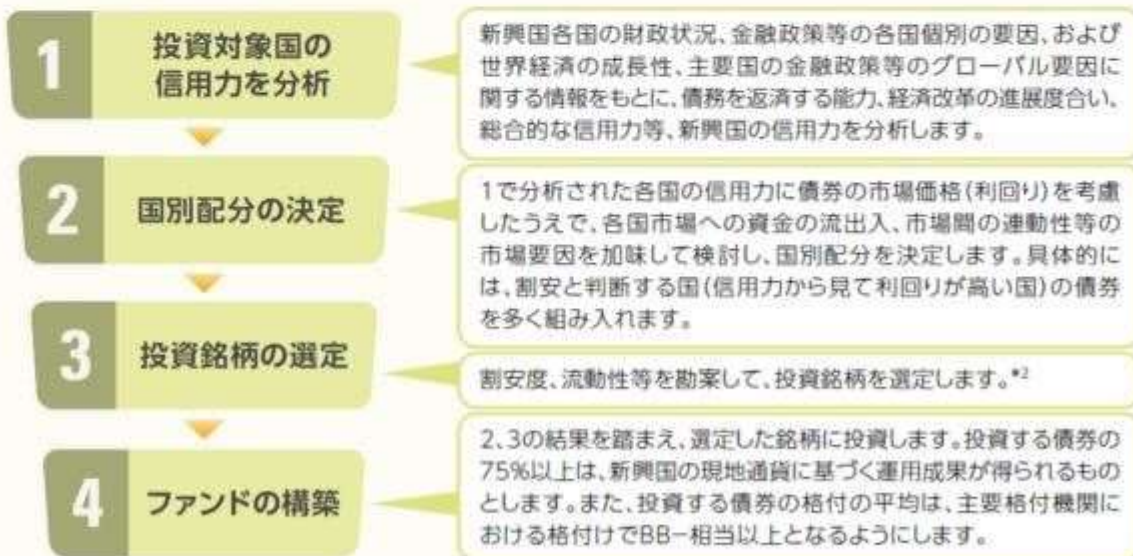 1
投資対象国の
信用力を分析
新興国各国の財政状況、金融政策等の各国個別の要因、および
世界経済の成長性、主要国の金融政策等のグローバル要因に
関する情報をもとに、債務を返済する能力、経済改革の進展度合い、
総合的な信用力等、新興国の信用力を分析します。
2
国別配分の決定
1で分析された各国の信用力に債券の市場価格(利回り)を考慮
したうえで、各国市場への資金の流出入、市場間の連動性等の
市場要因を加味して検討し、国別配分を決定します。具体的に
は、割安と判断する国(信用力から見て利回りが高い国)の債券
を多く組み入れます。
3
投資銘柄の選定
割安度、流動性等を勘案して、投資銘柄を選定します。*2
4
ファンドの構築
2、3の結果を踏まえ、選定した銘柄に投資します。投資する債券の
75%以上は、新興国の現地通貨に基づく運用成果が得られるもの
とします。また、投資する債券の格付の平均は、主要格付機関に
おける格付けでBB−相当以上となるようにします。